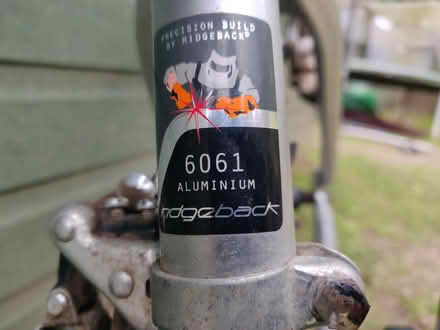 PRECISION BUILD
BY RIDGEBACK®
6061
ALUMINIUM
ridgeback